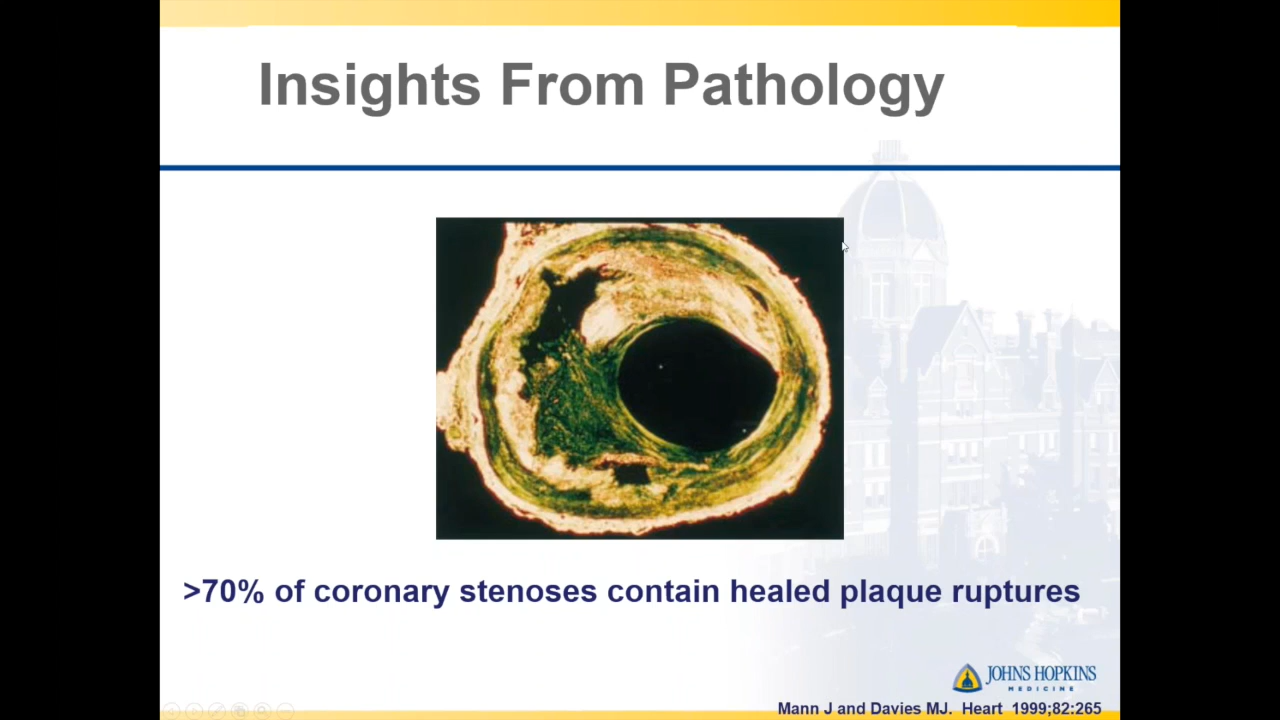 Insights From Pathology
>70% of coronary stenoses contain healed plaque ruptures
JOHNS HOPKINS
MEDICINE
Mann J and Davies MJ. Heart 1999;82:265